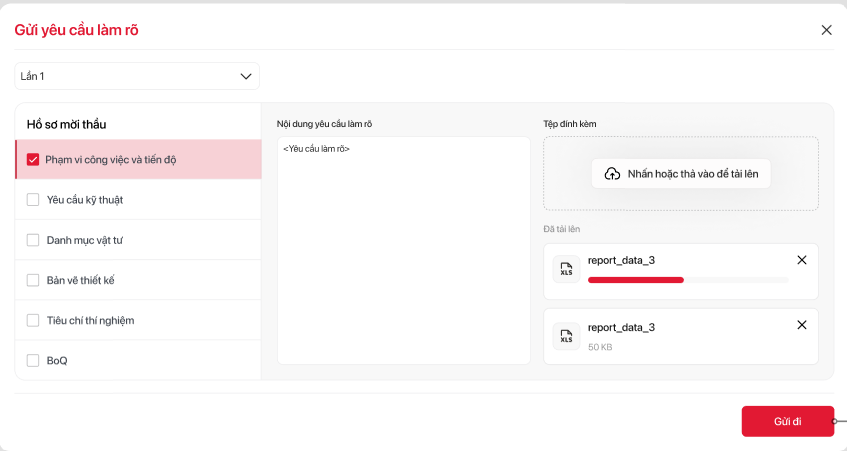 Gửi yêu cầu làm rõ
Lần 1
Hồ sơ mời thầu
Phạm vi công việc và tiến độ
Yêu cầu kỹ thuật
Danh mục vật tư
Bản vẽ thiết kế
Tiêu chí thí nghiệm
BoQ
Nội dung yêu cầu làm rõ
<Yêu cầu làm rõ>
Tệp đính kèm
Nhấn hoặc thả vào để tải lên
Đã tải lên
XLS
report_data_3
XLS
report_data_3
50 KB
Gửi đi